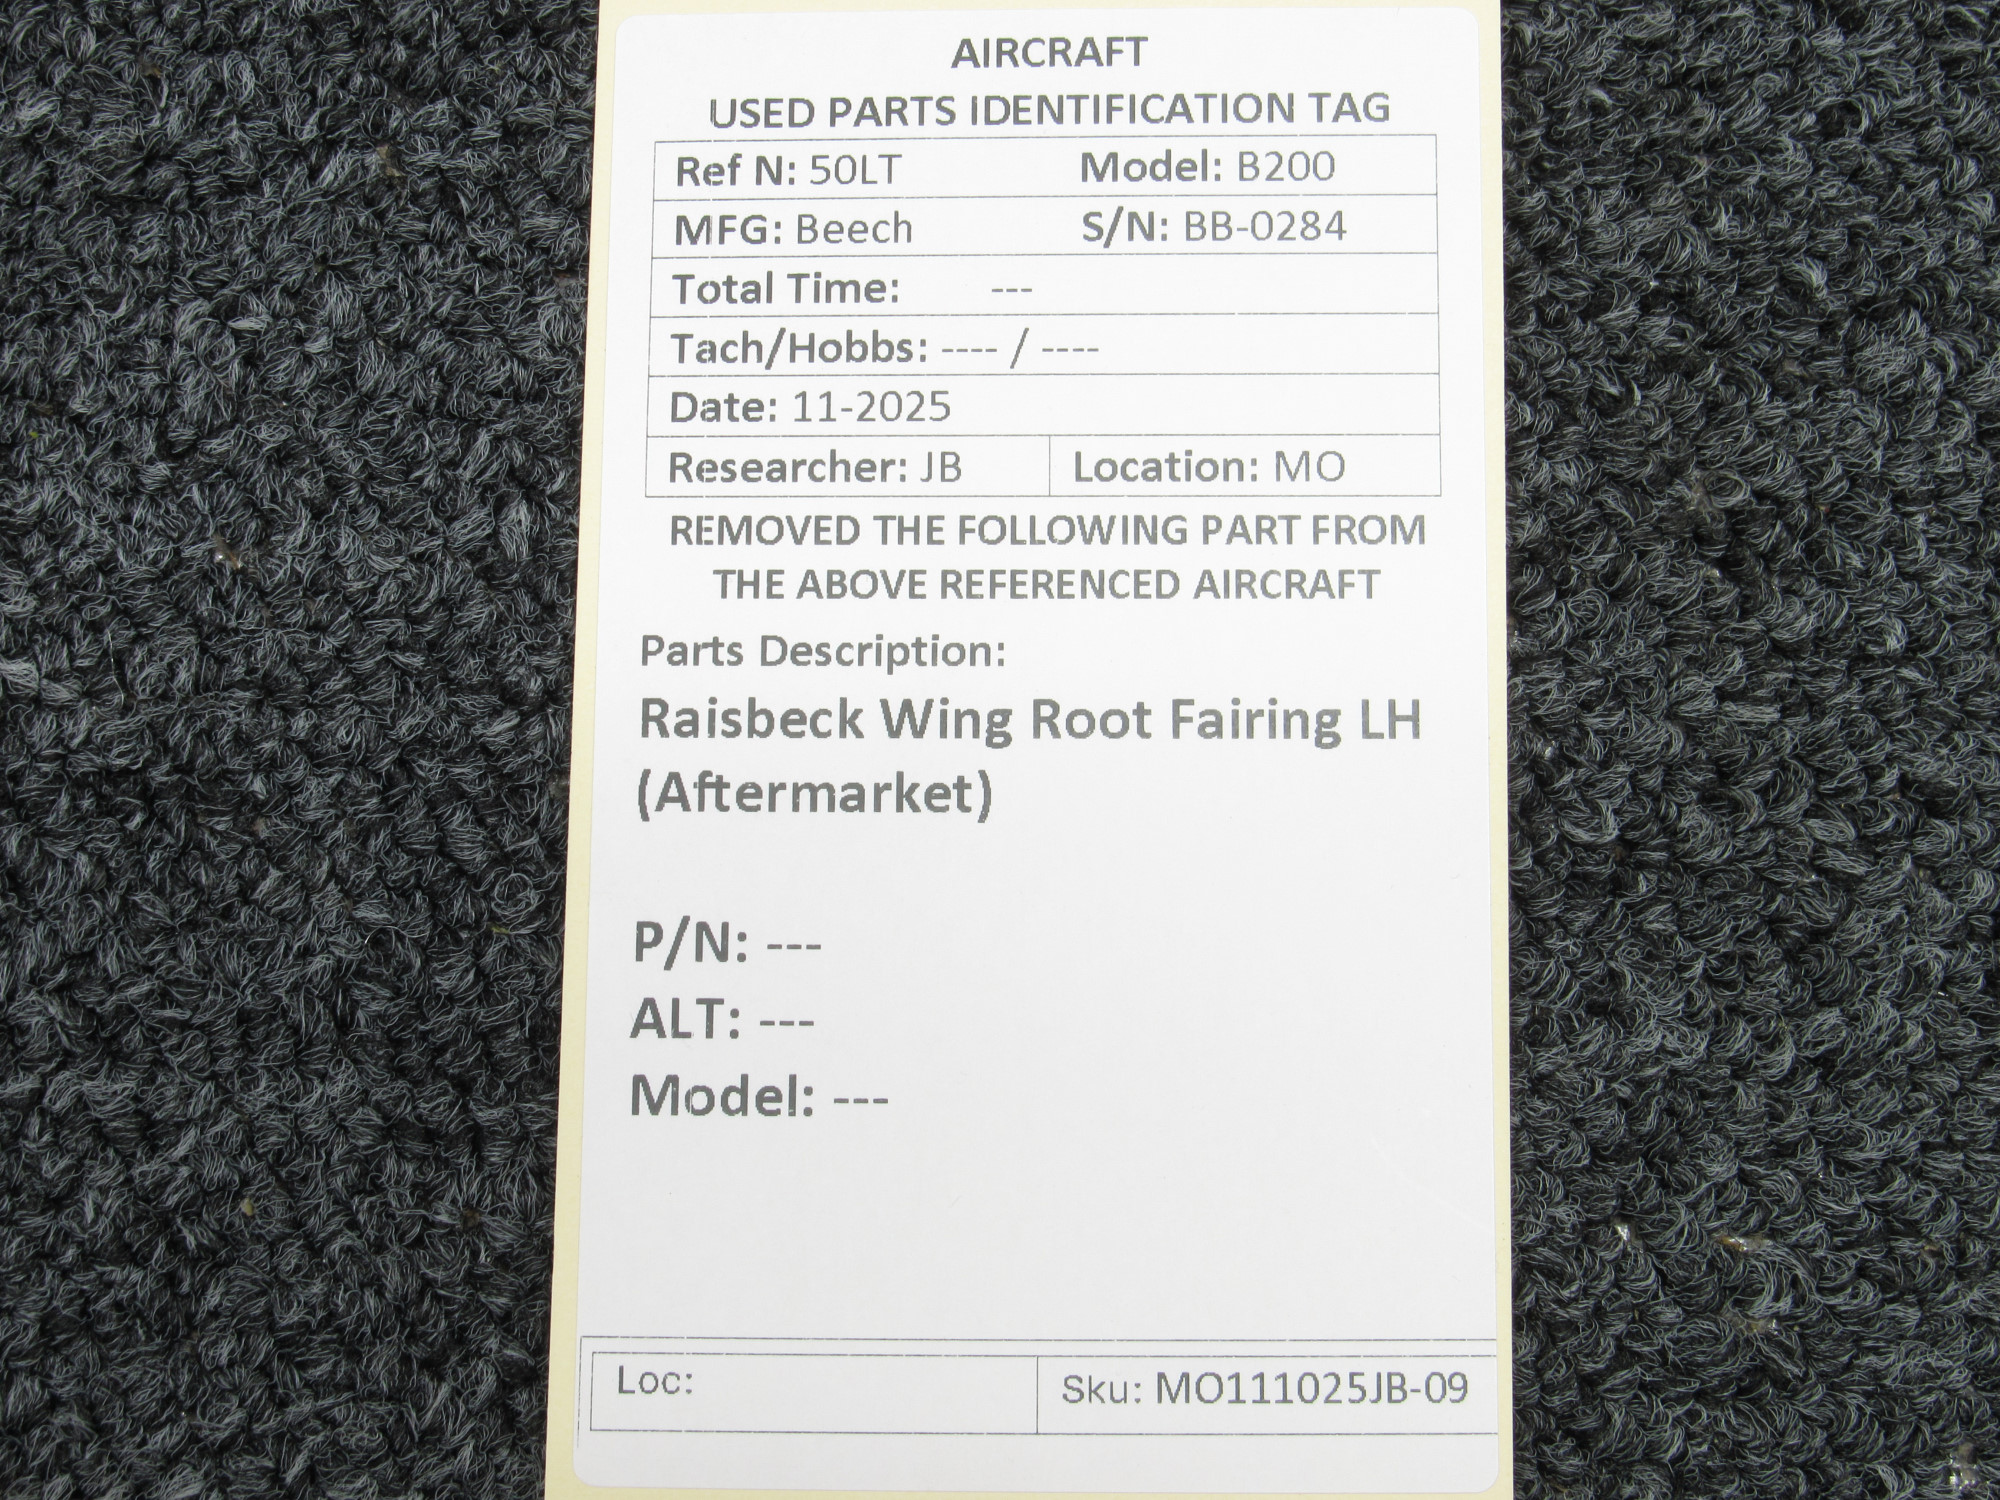 AIRCRAFT
USED PARTS IDENTIFICATION TAG
Ref N: 50LT Model: B200
MFG: Beech S/N: BB-0284
Total Time: ---
Tach/Hobbs: ---- / ----
Date: 11-2025
Researcher: JB Location: MO
REMOVED THE FOLLOWING PART FROM
THE ABOVE REFERENCED AIRCRAFT
Parts Description:
Raisbeck Wing Root Fairing LH
(Aftermarket)
P/N: ---
ALT: ---
Model: ---
Loc: Sku: MO111025JB-09